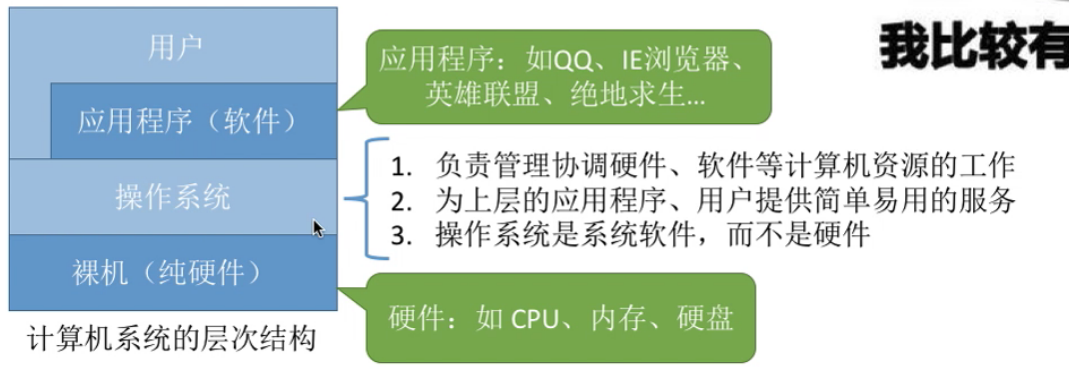 我比较有
用户
应用程序（软件）
操作系统
裸机（纯硬件）
计算机系统的层次结构
应用程序：如QQ、IE浏览器、
英雄联盟、绝地求生...
1. 负责管理协调硬件、软件等计算机资源的工作
2. 为上层的应用程序、用户提供简单易用的服务
3. 操作系统是系统软件，而不是硬件
硬件：如 CPU、内存、硬盘